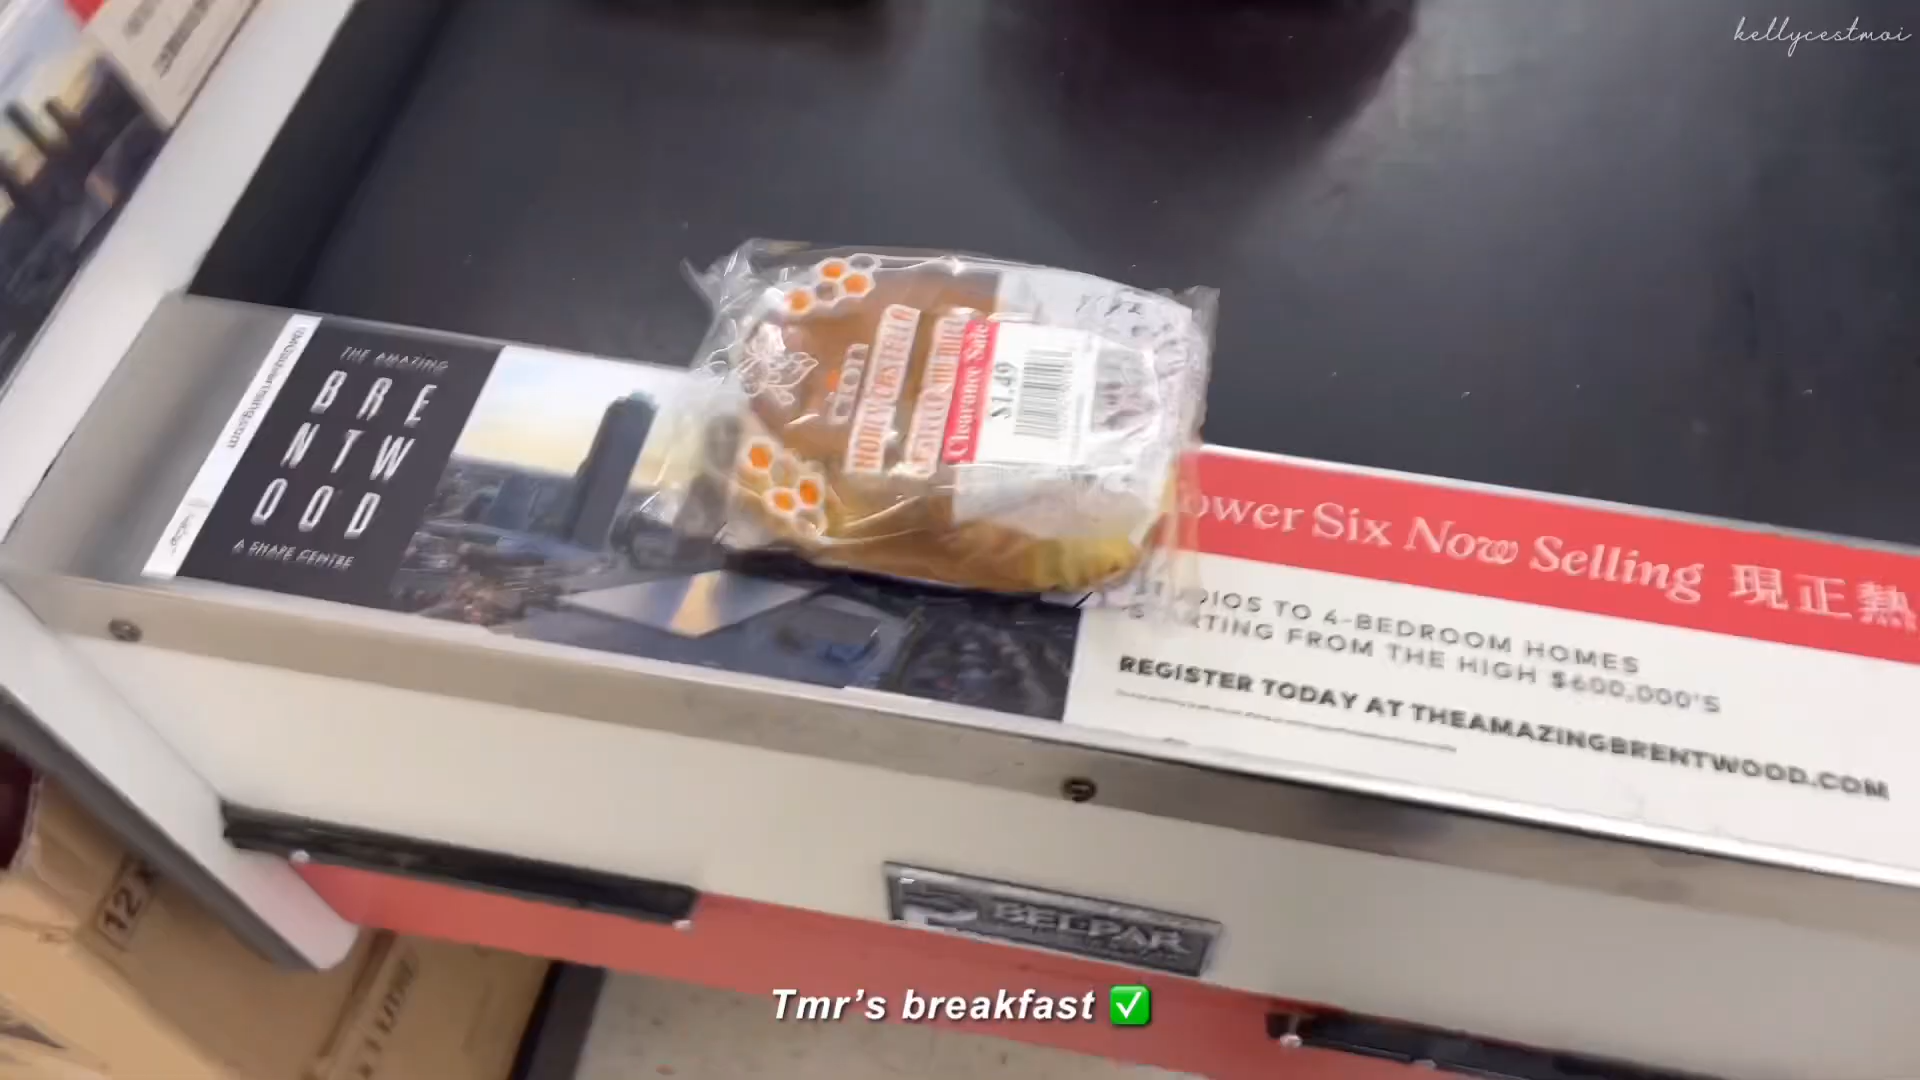 kellycestmoi
THE AMAZING
BRE
NTW
OOD
A SHAPE CENTRE
HONEY CASTELLA
Clearance Sale
$1.49
ower Six Now Selling 現正熱
DIOS TO 4-BEDROOM HOMES
RTING FROM THE HIGH $600,000'S
REGISTER TODAY AT THEAMAZINGBRENTWOOD.COM
BELPAR
12X
Tmr's breakfast ✅